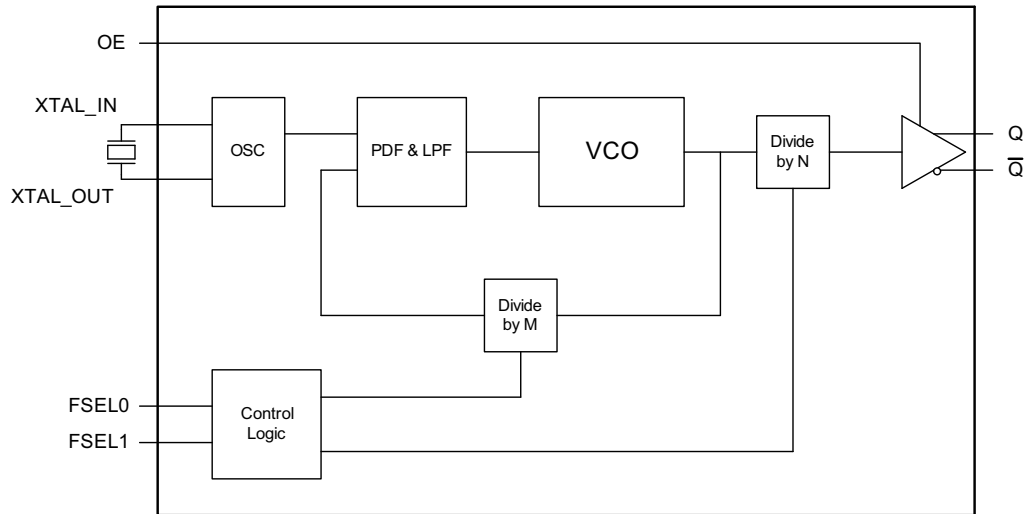 OE
XTAL_IN
XTAL_OUT
OSC
PDF & LPF
VCO
Divide
by N
Q
Q̅
Divide
by M
FSEL0
FSEL1
Control
Logic